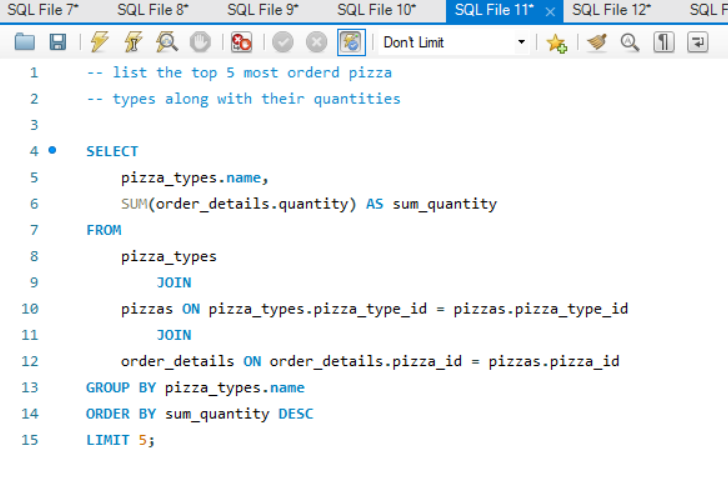 SQL File 7* SQL File 8* SQL File 9* SQL File 10* SQL File 11* × SQL File 12* SQL F
Don't Limit
1 -- list the top 5 most orderd pizza
2 -- types along with their quantities
3
4 SELECT
5 pizza_types.name,
6 SUM(order_details.quantity) AS sum_quantity
7 FROM
8 pizza_types
9 JOIN
10 pizzas ON pizza_types.pizza_type_id = pizzas.pizza_type_id
11 JOIN
12 order_details ON order_details.pizza_id = pizzas.pizza_id
13 GROUP BY pizza_types.name
14 ORDER BY sum_quantity DESC
15 LIMIT 5;